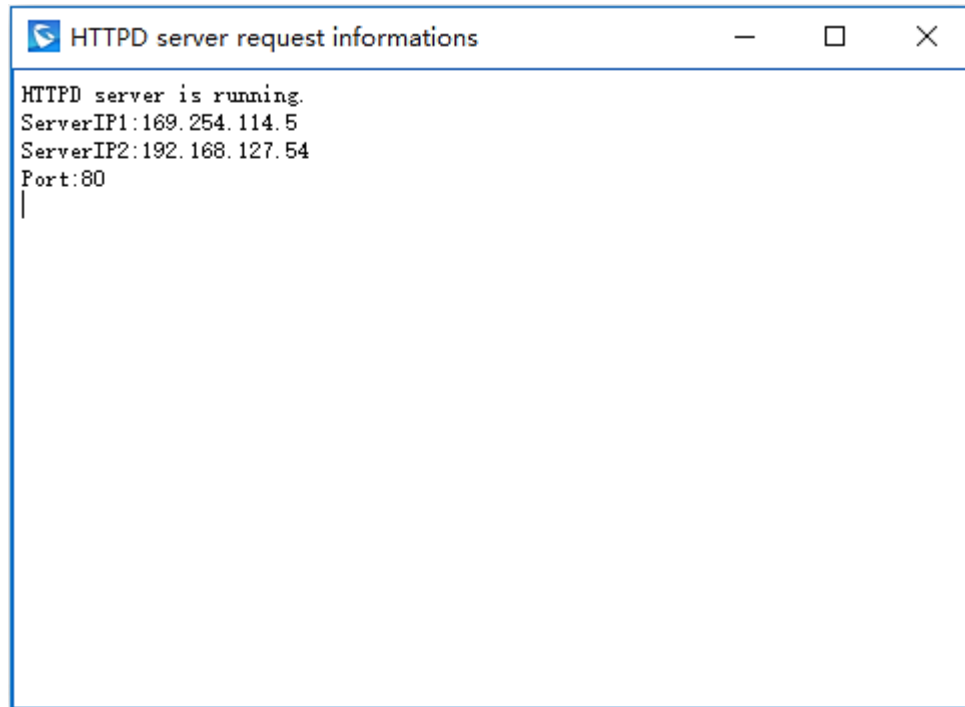 HTTPD server request informations
HTTPD server is running.
ServerIP1:169.254.114.5
ServerIP2:192.168.127.54
Port:80